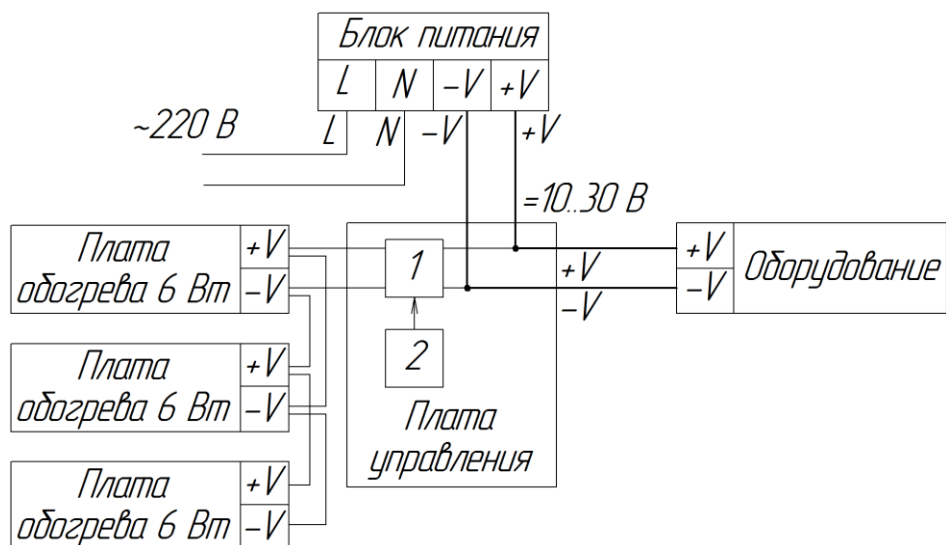 Блок питания
L N –V +V
~220 В
L N –V +V
=10..30 В
Плата
обогрева 6 Вт
+V
–V
1
2
Плата
управления
+V
–V
+V
–V
Оборудование
Плата
обогрева 6 Вт
+V
–V
Плата
обогрева 6 Вт
+V
–V